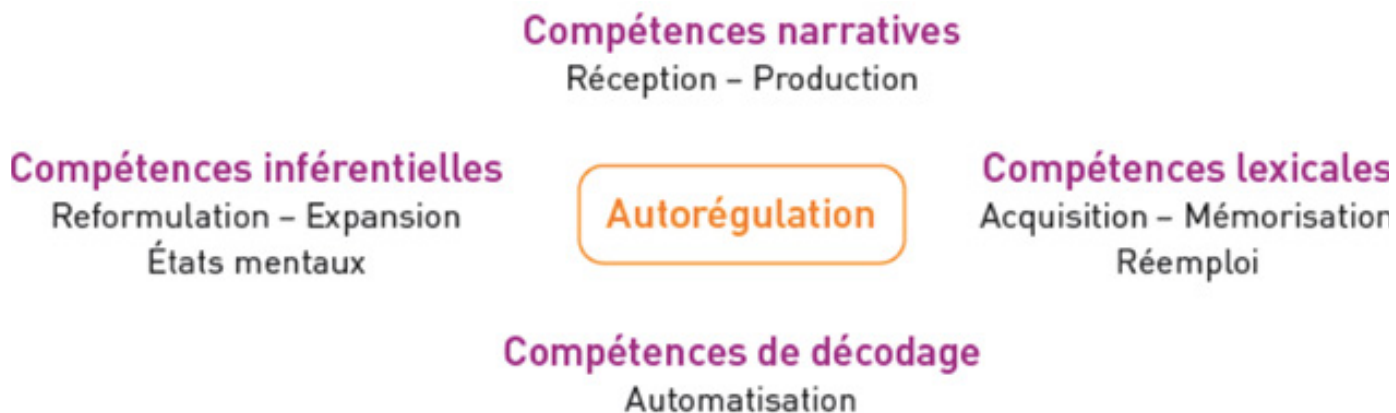 Compétences narratives
Réception – Production
Compétences inférentielles
Reformulation – Expansion
États mentaux
Autorégulation
Compétences lexicales
Acquisition – Mémorisation
Réemploi
Compétences de décodage
Automatisation